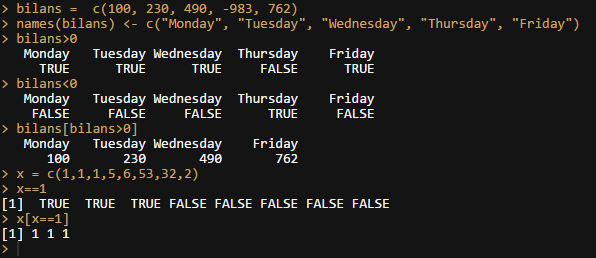 > bilans =  c(100, 230, 490, -983, 762)
> names(bilans) <- c("Monday", "Tuesday", "Wednesday", "Thursday", "Friday")
> bilans>0
   Monday   Tuesday Wednesday  Thursday    Friday
     TRUE      TRUE      TRUE     FALSE      TRUE
> bilans<0
   Monday   Tuesday Wednesday  Thursday    Friday
    FALSE     FALSE     FALSE      TRUE     FALSE
> bilans[bilans>0]
   Monday   Tuesday Wednesday    Friday
      100       230       490       762
> x = c(1,1,1,5,6,53,32,2)
> x==1
[1]  TRUE  TRUE  TRUE FALSE FALSE FALSE FALSE FALSE
> x[x==1]
[1] 1 1 1
>